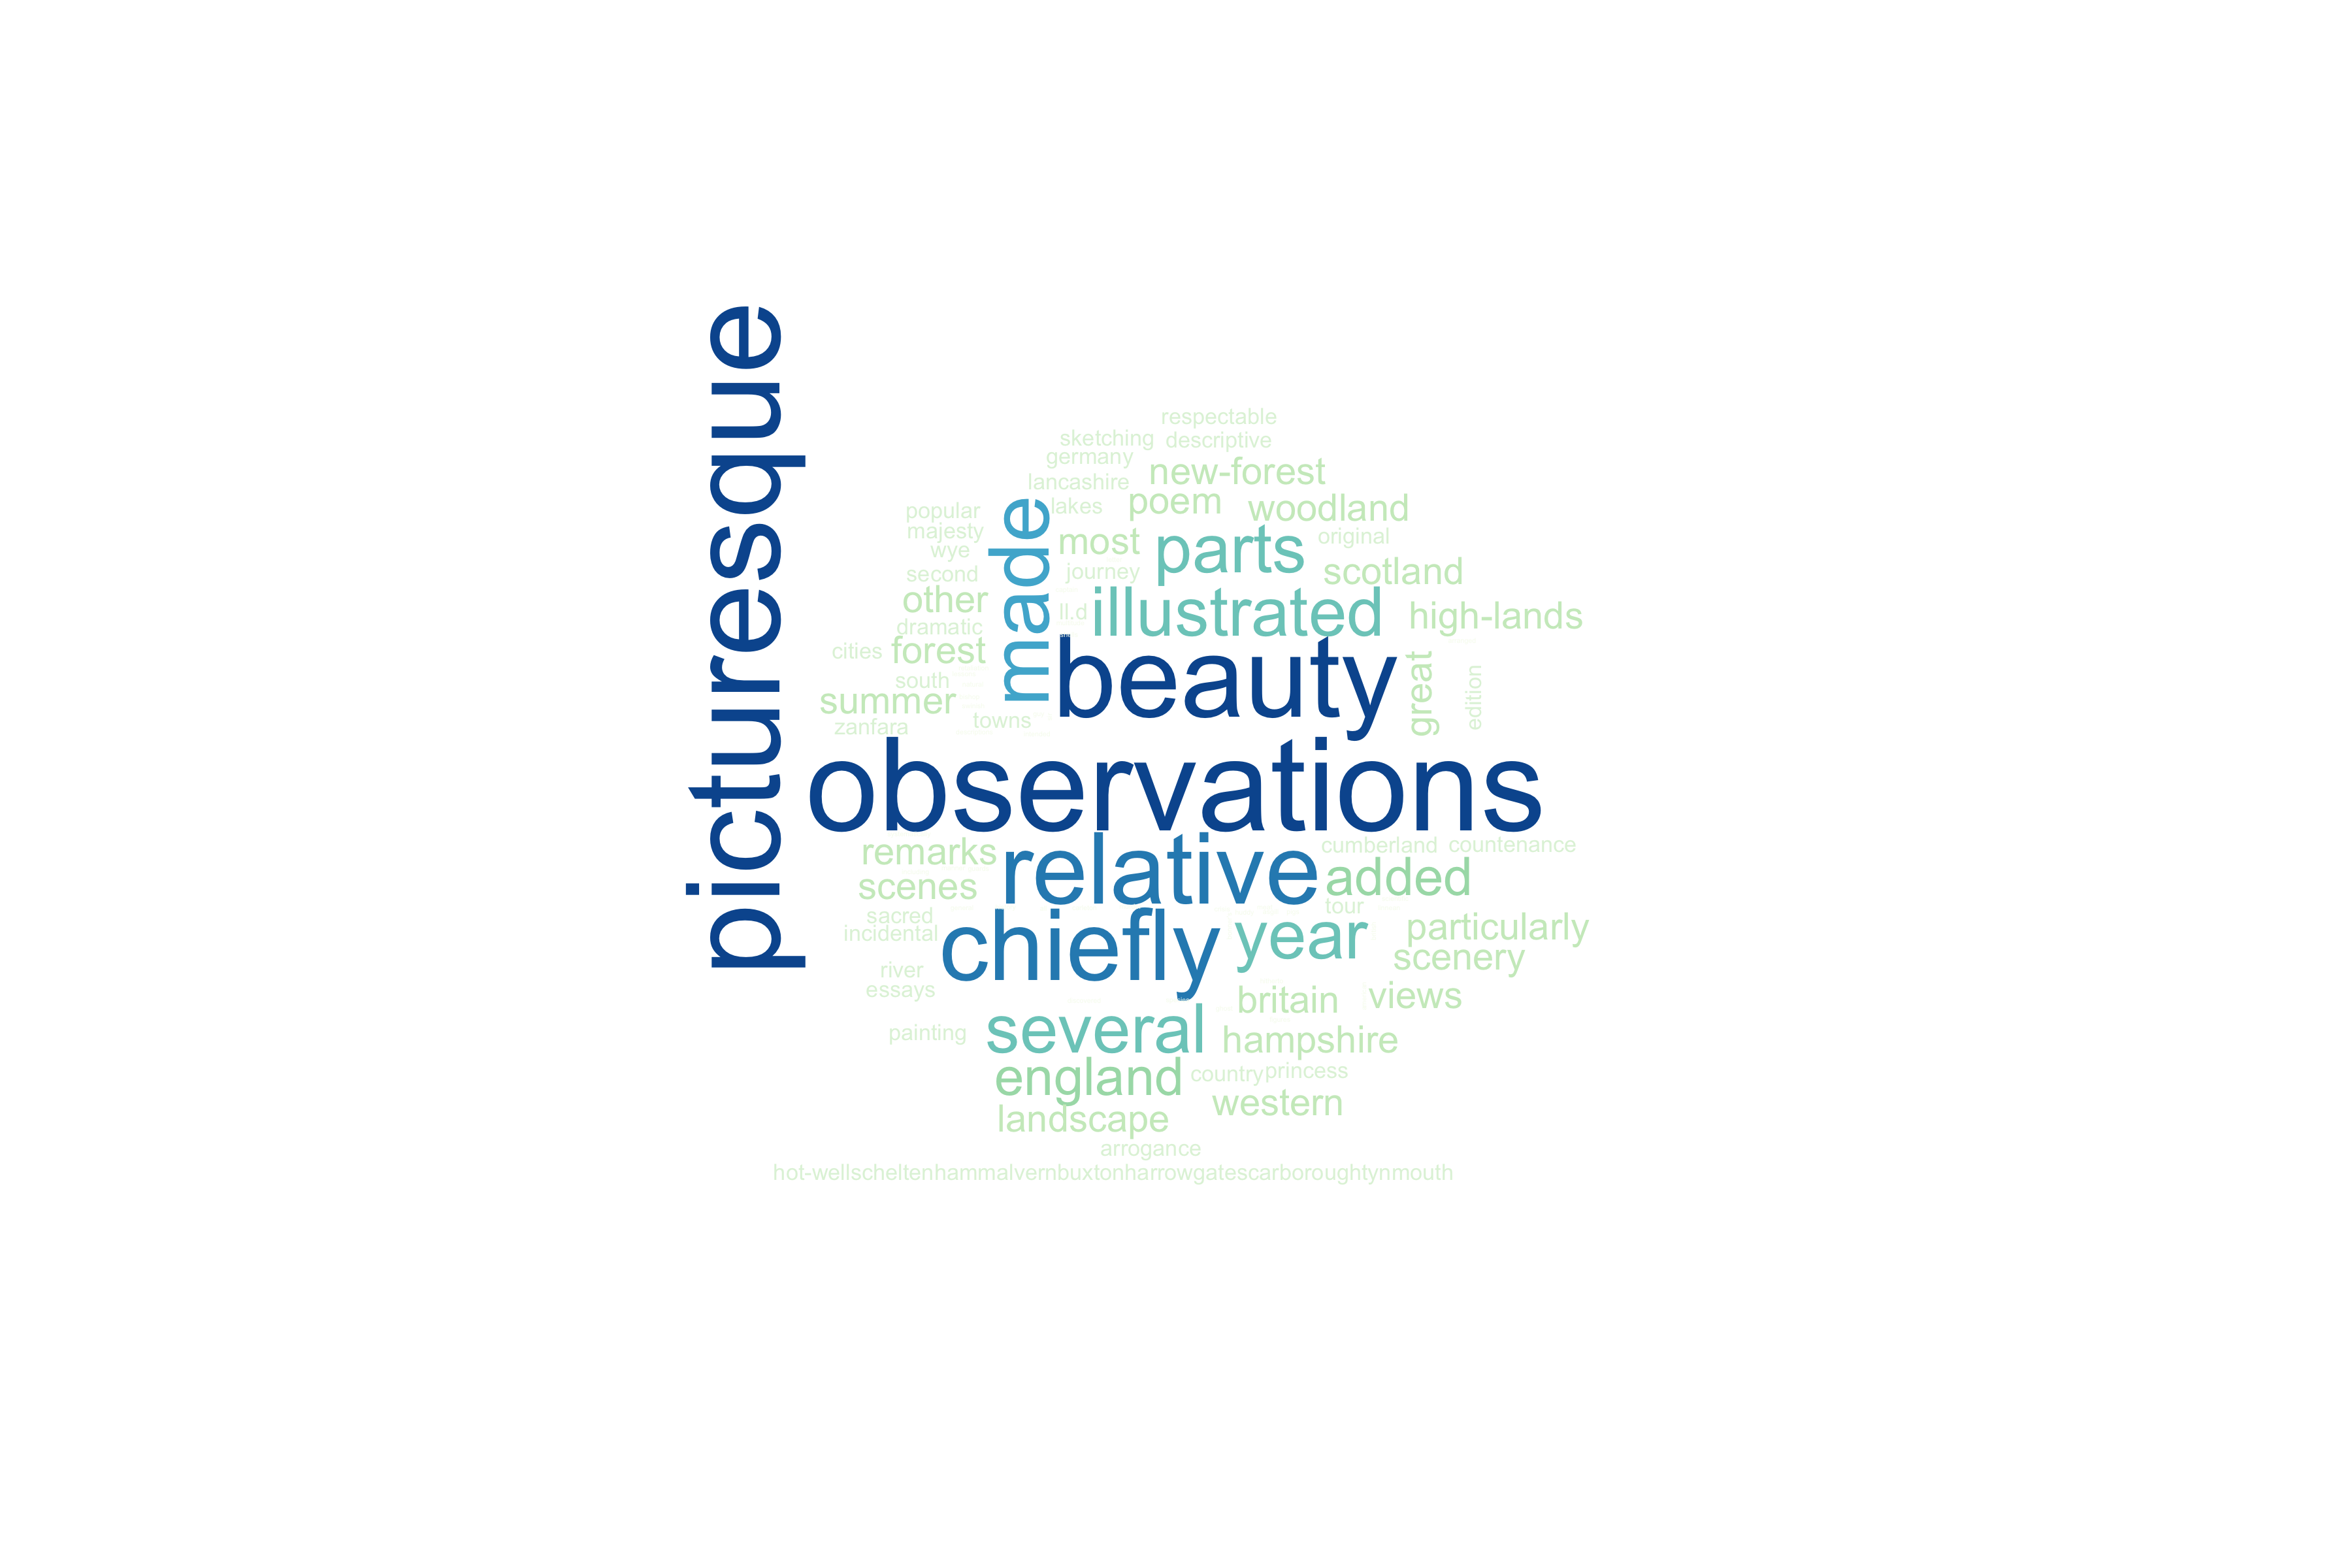 picturesque
respectable
sketching
descriptive
germany
new-forest
lancashire
lakes
poem
woodland
popular
majesty
made
most
parts
original
wye
second
journey
scotland
other
ll.d
illustrated
high-lands
dramatic
cities
forest
beauty
great
edition
south
summer
zanfara
towns
observations
remarks
relative
cumberland
countenance
scenes
added
sacred
tour
incidental
chiefly
year
particularly
scenery
river
essays
britain
views
painting
several
hampshire
england
country
princess
landscape
western
arrogance
hot-wellscheltenhammalvernbuxtonharrowgatescarboroughtynmouth